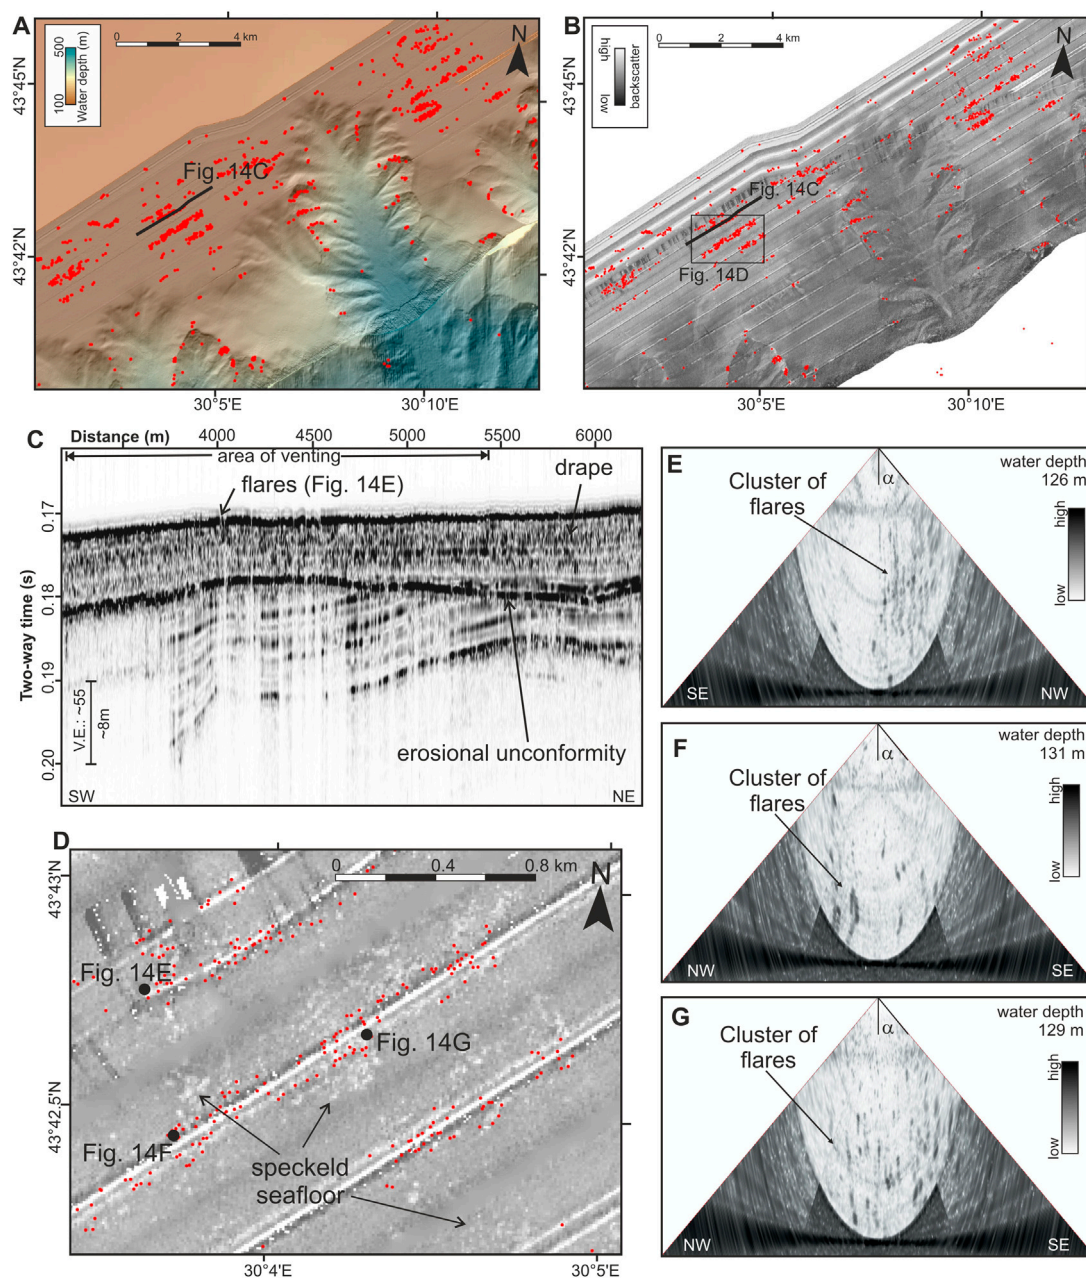 A
500
100
Water depth (m)
0 2 4 km
N
43°45'N
43°42'N
Fig. 14C
30°5'E
30°10'E
B
high
low
backscatter
0 2 4 km
N
43°45'N
43°42'N
Fig. 14C
Fig. 14D
30°5'E
30°10'E
C
Distance (m) 4000 4500 5000 5500 6000
area of venting
flares (Fig. 14E)
drape
Two-way time (s)
0.17
0.18
0.19
0.20
V.E.: ~55
~8m
erosional unconformity
SW
NE
D
0 0.4 0.8 km
N
43°43'N
43°42.5'N
Fig. 14E
Fig. 14G
Fig. 14F
speckeld
seafloor
30°4'E
30°5'E
E
α
water depth
126 m
high
low
Cluster of
flares
SE
NW
F
α
water depth
131 m
high
low
Cluster of
flares
NW
SE
G
α
water depth
129 m
high
low
Cluster of
flares
NW
SE